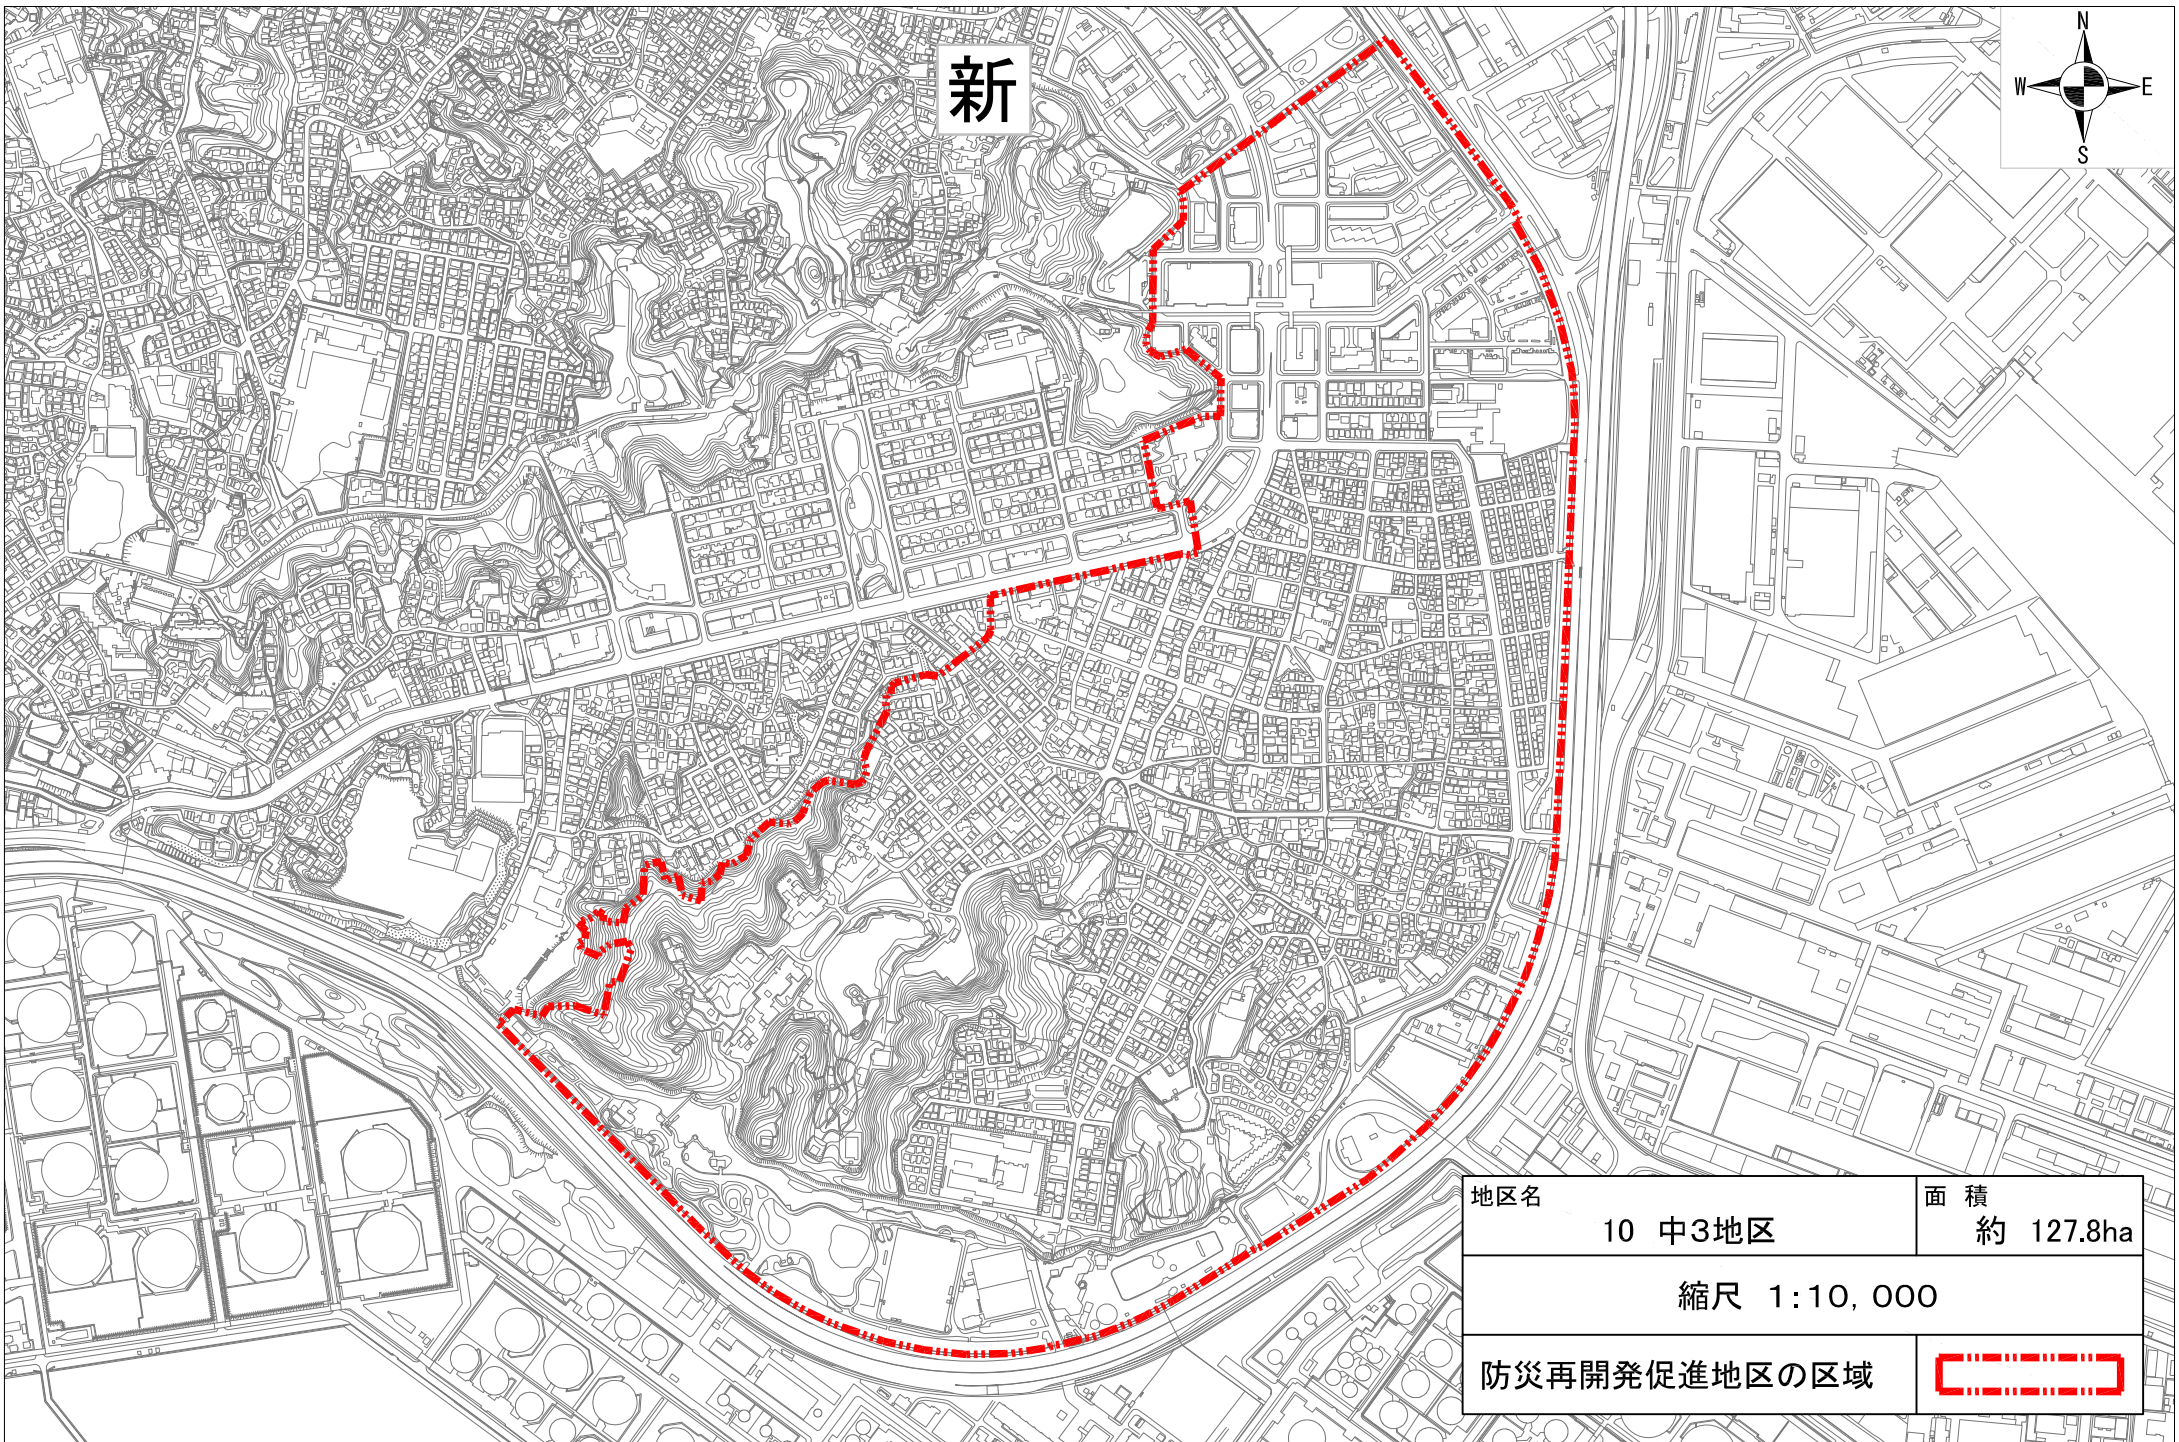 新
N
W E
S
地区名
10 中3地区
面 積
約 127.8ha
縮尺 1:10,000
防災再開発促進地区の区域